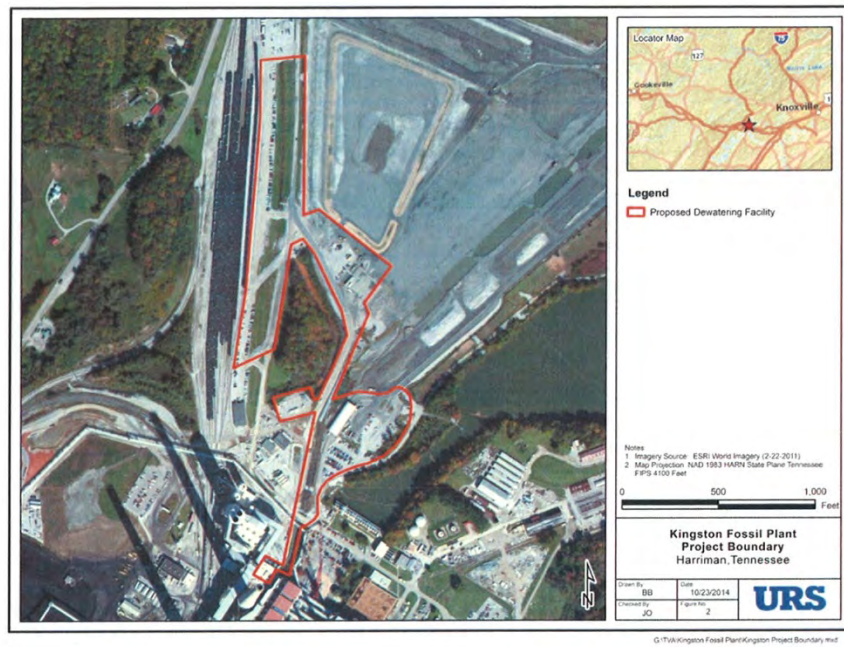 Locator Map
75
127
Cookeville
Knoxville
1
Legend
Proposed Dewatering Facility
Notes
1 Imagery Source: ESRI World Imagery (2-22-2011)
2 Map Projection: NAD 1983 HARN State Plane Tennessee
FIPS 4100 Feet
0 500 1,000
Feet
Kingston Fossil Plant
Project Boundary
Harriman, Tennessee
Drawn By
BB
Date
10/23/2014
Checked By
JO
Figure No
2
URS
N
G:\TVA\Kingston Fossil Plant\Kingston Project Boundary.mxd